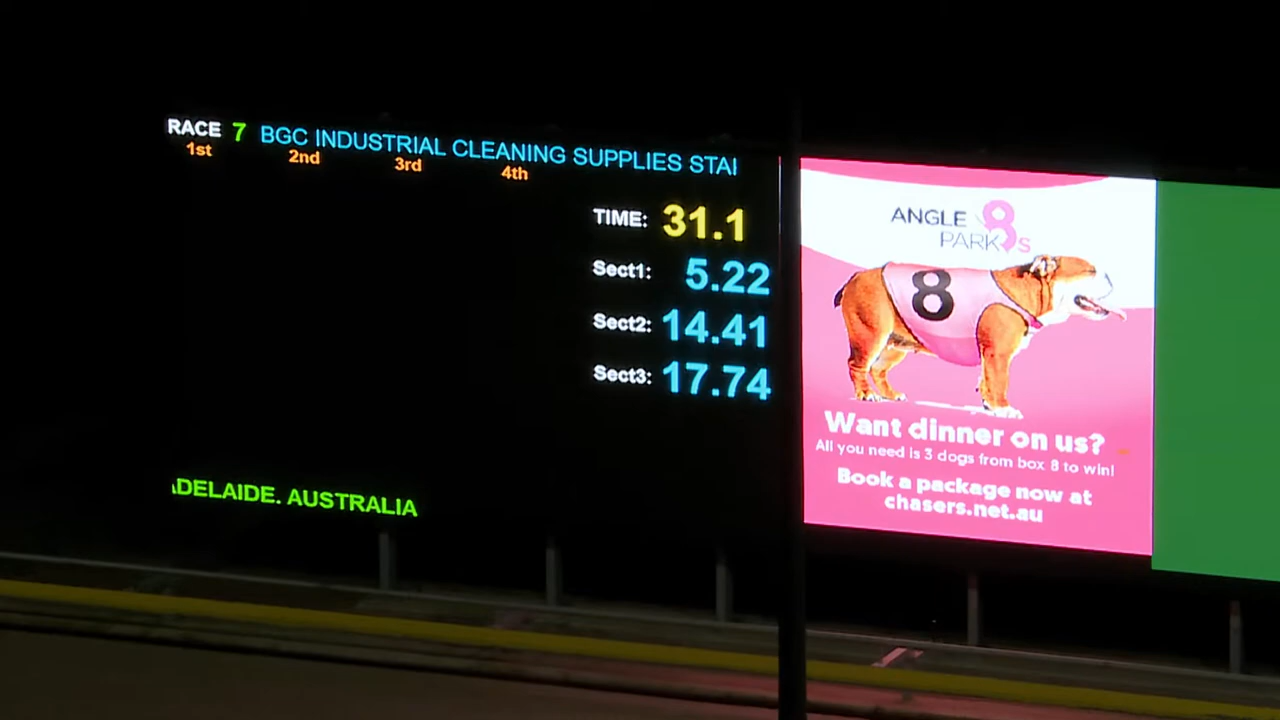 RACE 7 BGC INDUSTRIAL CLEANING SUPPLIES STAI
1st 2nd 3rd 4th
TIME: 31.1
Sect1: 5.22
Sect2: 14.41
Sect3: 17.74
ADELAIDE. AUSTRALIA
ANGLE 8
PARK s
8
Want dinner on us?
All you need is 3 dogs from box 8 to win!
Book a package now at
chasers.net.au